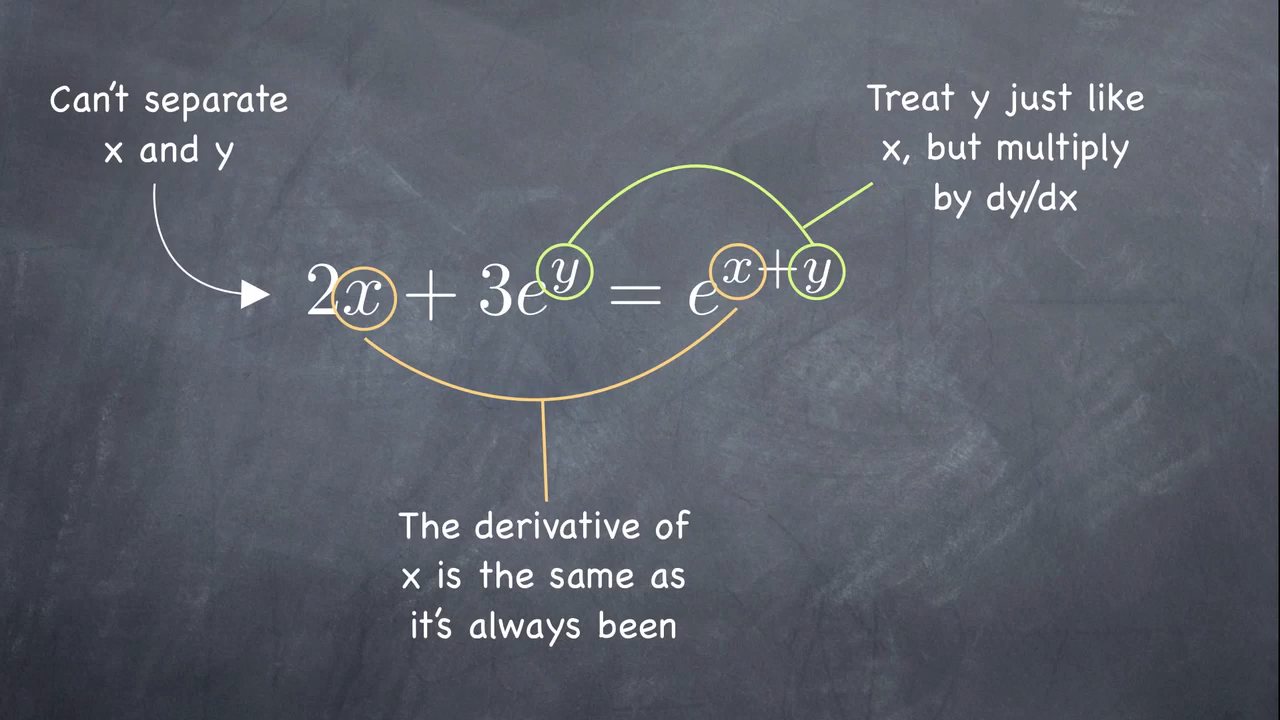 Can't separate
x and y
Treat y just like
x, but multiply
by dy/dx
2x + 3e^y = e^{x+y}
The derivative of
x is the same as
it's always been